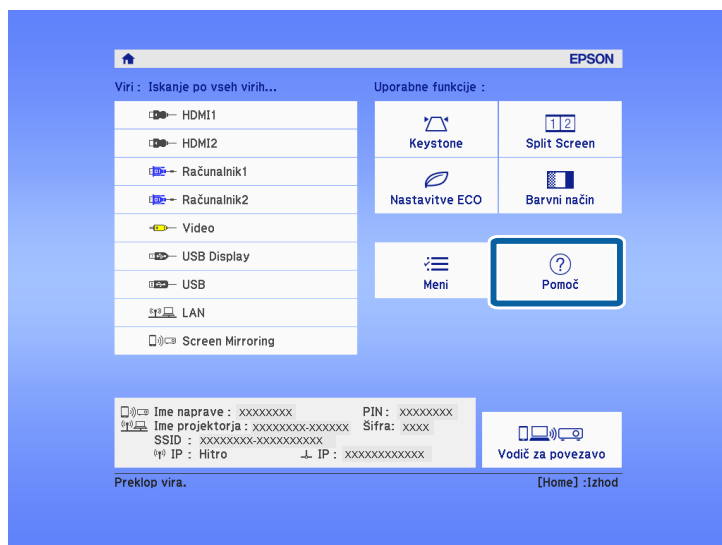 EPSON
Viri : Iskanje po vseh virih...
HDMI1
HDMI2
Računalnik1
Računalnik2
Video
USB Display
USB
LAN
Screen Mirroring
Uporabne funkcije :
Keystone
1 2
Split Screen
Nastavitve ECO
Barvni način
Meni
?
Pomoč
Ime naprave : XXXXXXXX PIN : XXXXXXXX
Ime projektorja : XXXXXXXX-XXXXXX Šifra: XXXX
SSID : XXXXXXXX-XXXXXXXXXX
IP : Hitro IP : XXXXXXXXXXXX
Vodič za povezavo
Preklop vira. [Home] :Izhod